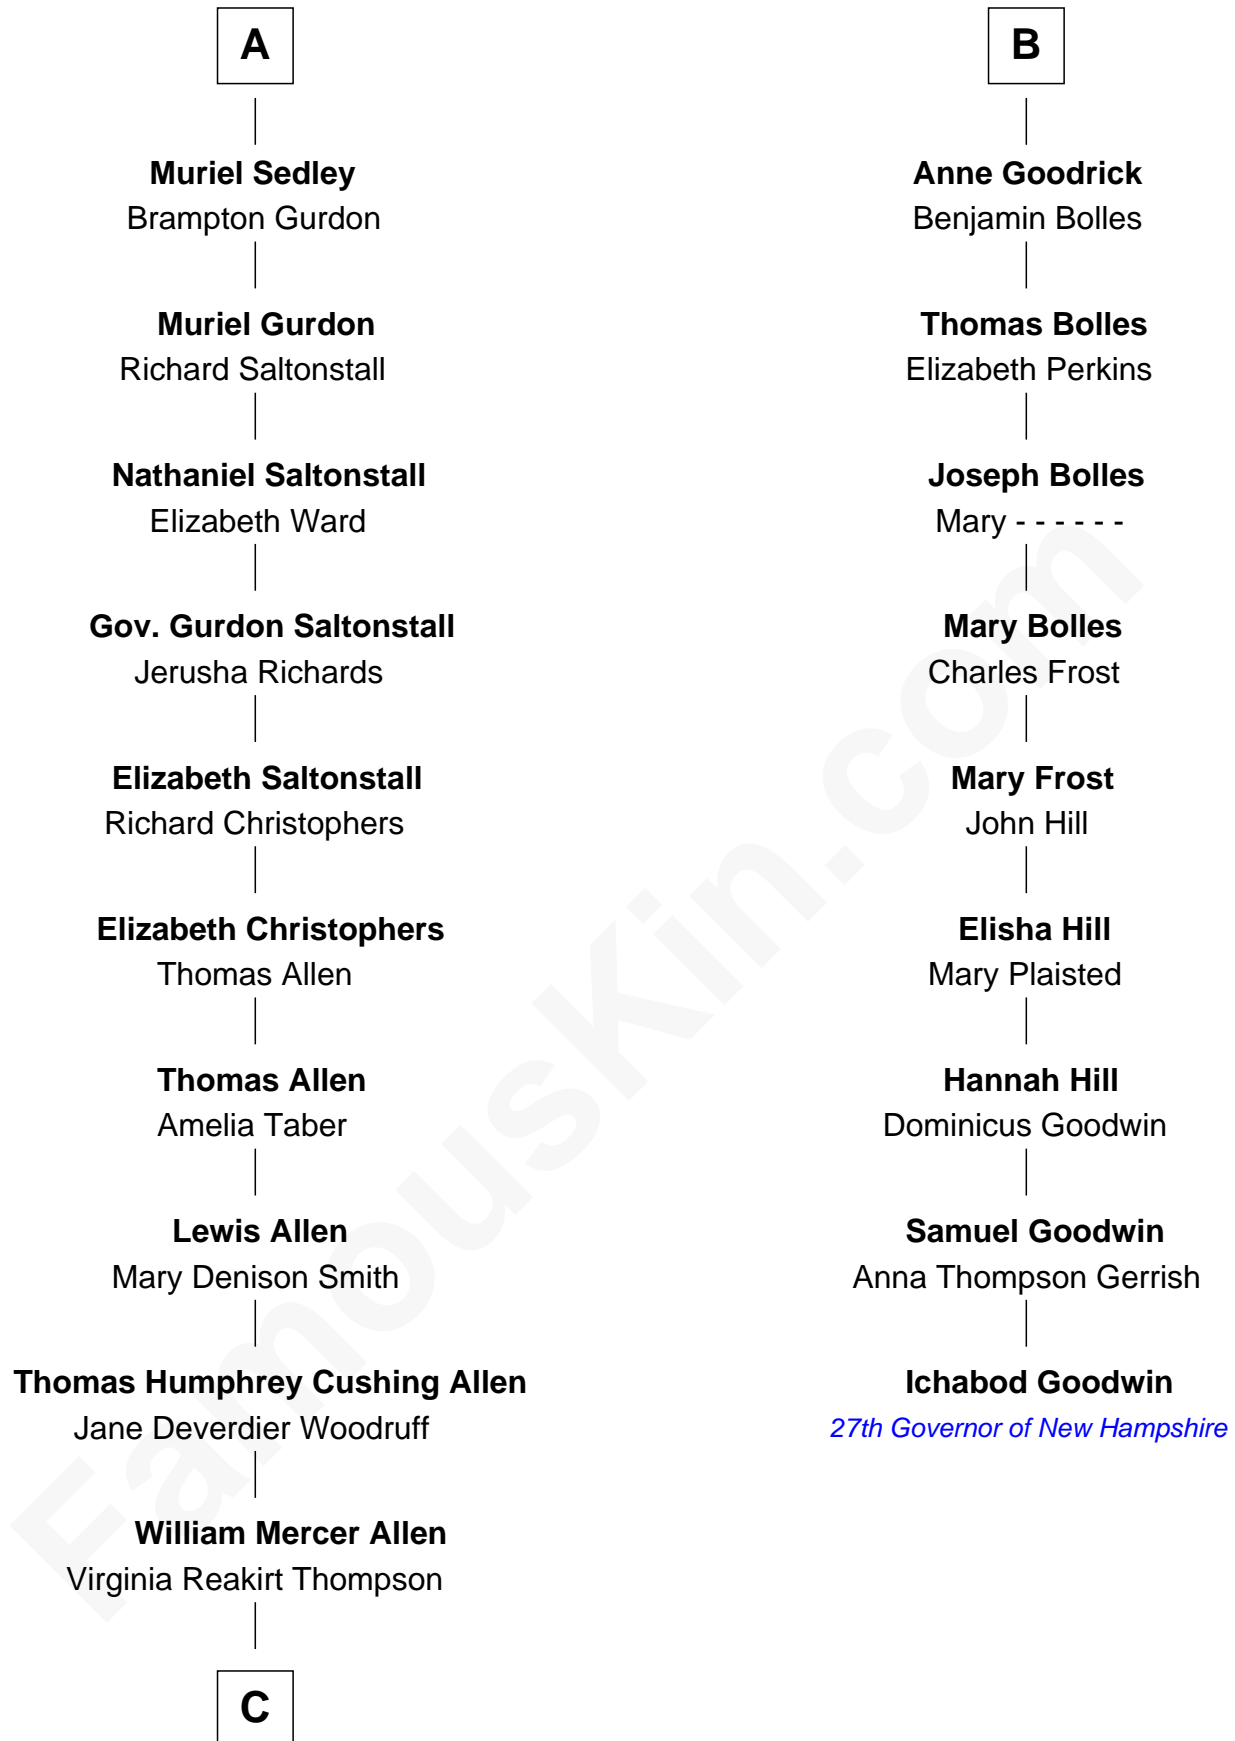 A
Muriel Sedley
Brampton Gurdon
Muriel Gurdon
Richard Saltonstall
Nathaniel Saltonstall
Elizabeth Ward
Gov. Gurdon Saltonstall
Jerusha Richards
Elizabeth Saltonstall
Richard Christophers
Elizabeth Christophers
Thomas Allen
Thomas Allen
Amelia Taber
Lewis Allen
Mary Denison Smith
Thomas Humphrey Cushing Allen
Jane Deverdier Woodruff
William Mercer Allen
Virginia Reakirt Thompson
C
B
Anne Goodrick
Benjamin Bolles
Thomas Bolles
Elizabeth Perkins
Joseph Bolles
Mary - - - - - -
Mary Bolles
Charles Frost
Mary Frost
John Hill
Elisha Hill
Mary Plaisted
Hannah Hill
Dominicus Goodwin
Samuel Goodwin
Anna Thompson Gerrish
Ichabod Goodwin
27th Governor of New Hampshire
FamousKin.com